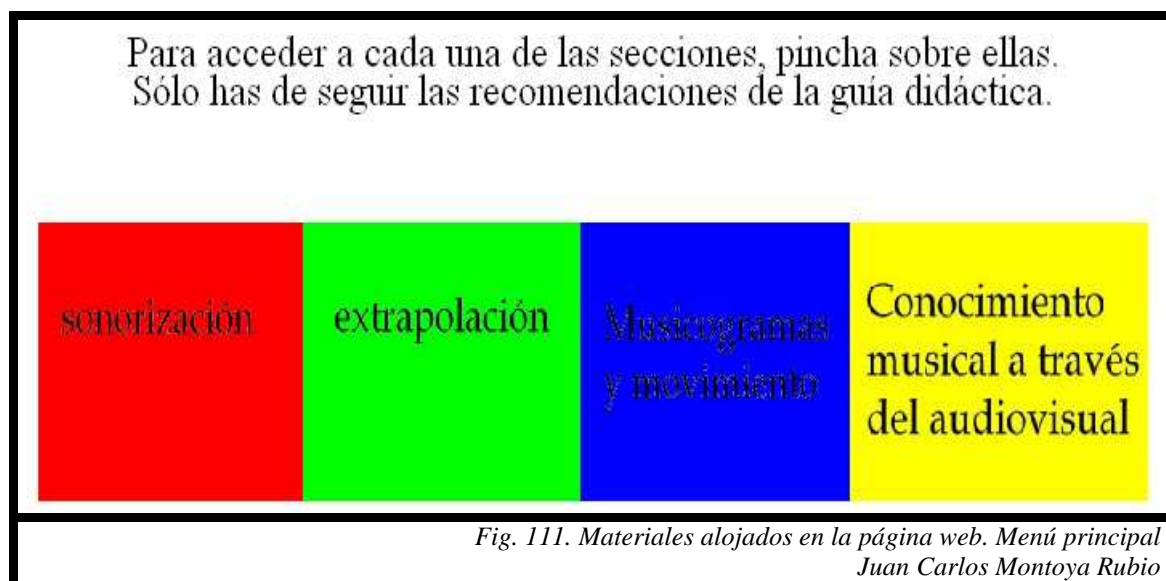 Para acceder a cada una de las secciones, pincha sobre ellas.
Sólo has de seguir las recomendaciones de la guía didáctica.
sonorización
extrapolación
Musicogramas
y movimiento
Conocimiento
musical a través
del audiovisual
Fig. 111. Materiales alojados en la página web. Menú principal
Juan Carlos Montoya Rubio